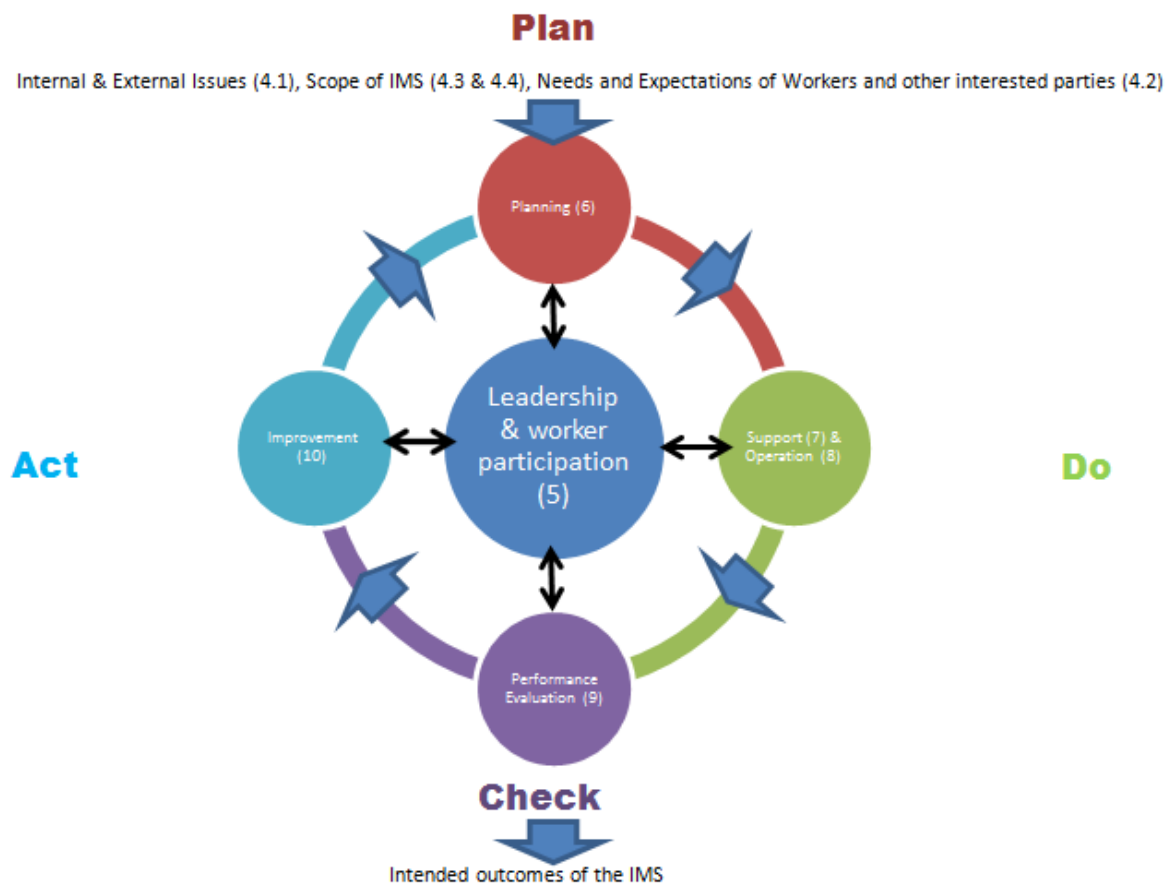 Plan
Internal & External Issues (4.1), Scope of IMS (4.3 & 4.4), Needs and Expectations of Workers and other interested parties (4.2)
Planning (6)
Leadership
& worker
participation
(5)
Improvement
(10)
Support (7) &
Operation (8)
Act
Do
Performance
Evaluation (9)
Check
Intended outcomes of the IMS